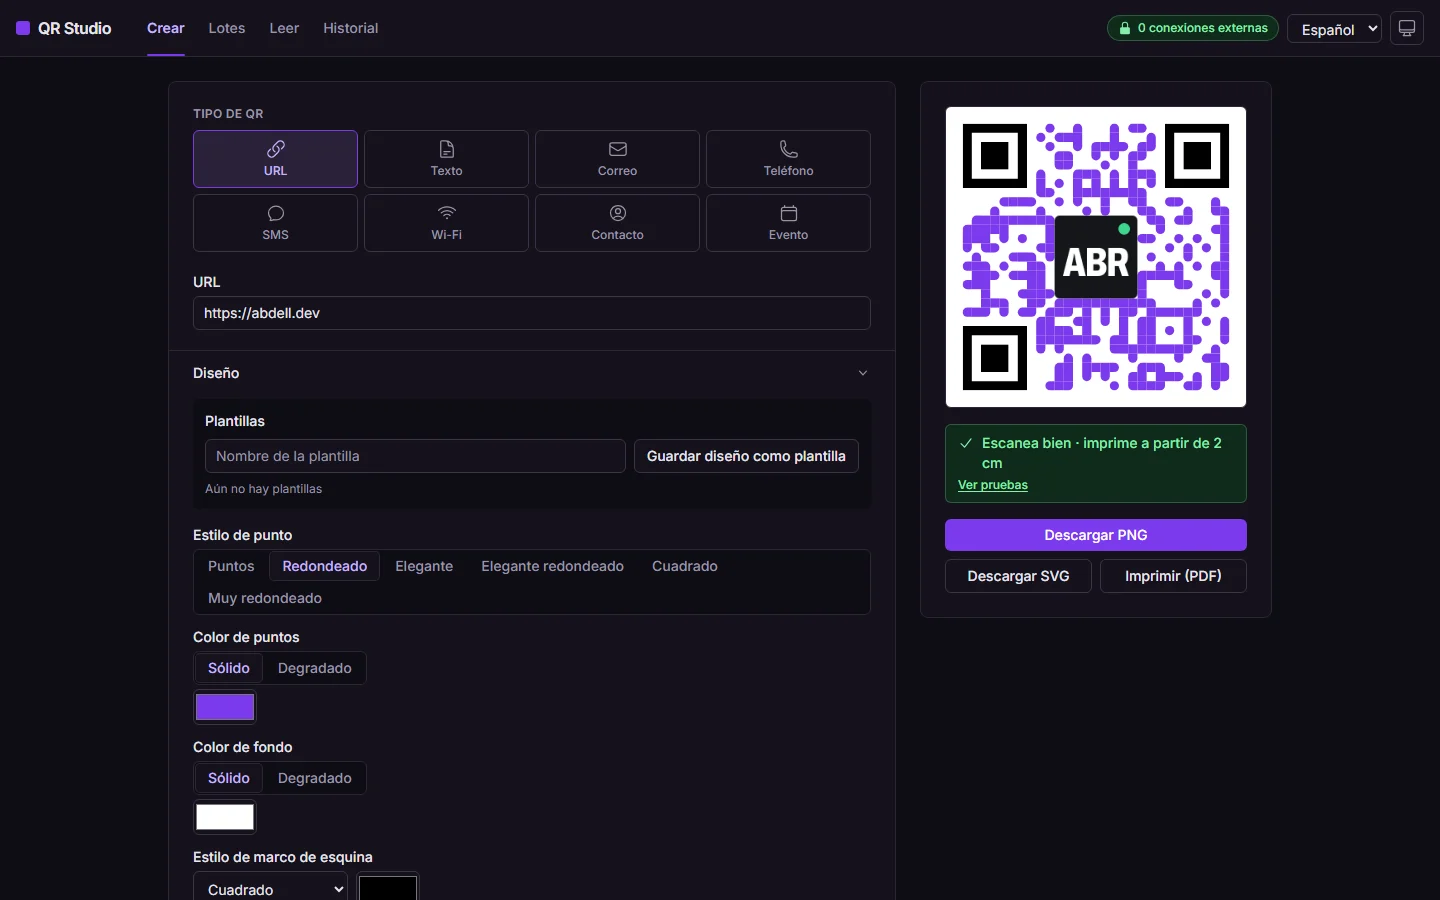 QR Studio
Crear
Lotes
Leer
Historial
0 conexiones externas
Español
TIPO DE QR
URL
Texto
Correo
Teléfono
SMS
Wi-Fi
Contacto
Evento
URL
https://abdell.dev
Diseño
Plantillas
Nombre de la plantilla
Guardar diseño como plantilla
Aún no hay plantillas
Estilo de punto
Puntos
Redondeado
Elegante
Elegante redondeado
Cuadrado
Muy redondeado
Color de puntos
Sólido
Degradado
Color de fondo
Sólido
Degradado
Estilo de marco de esquina
Cuadrado
ABR
Escanea bien · imprime a partir de 2
cm
Ver pruebas
Descargar PNG
Descargar SVG
Imprimir (PDF)